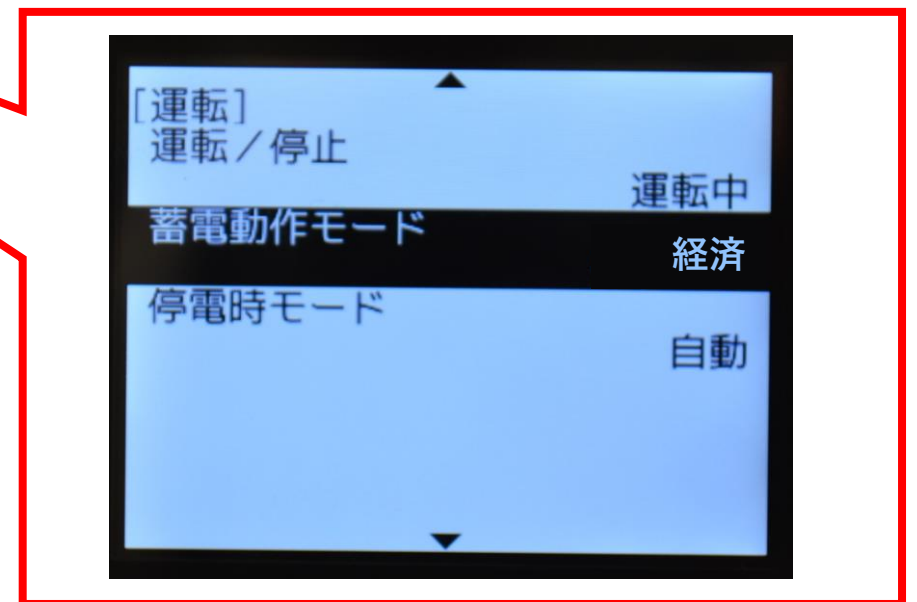 [運転]
運転／停止
運転中
蓄電動作モード
経済
停電時モード
自動